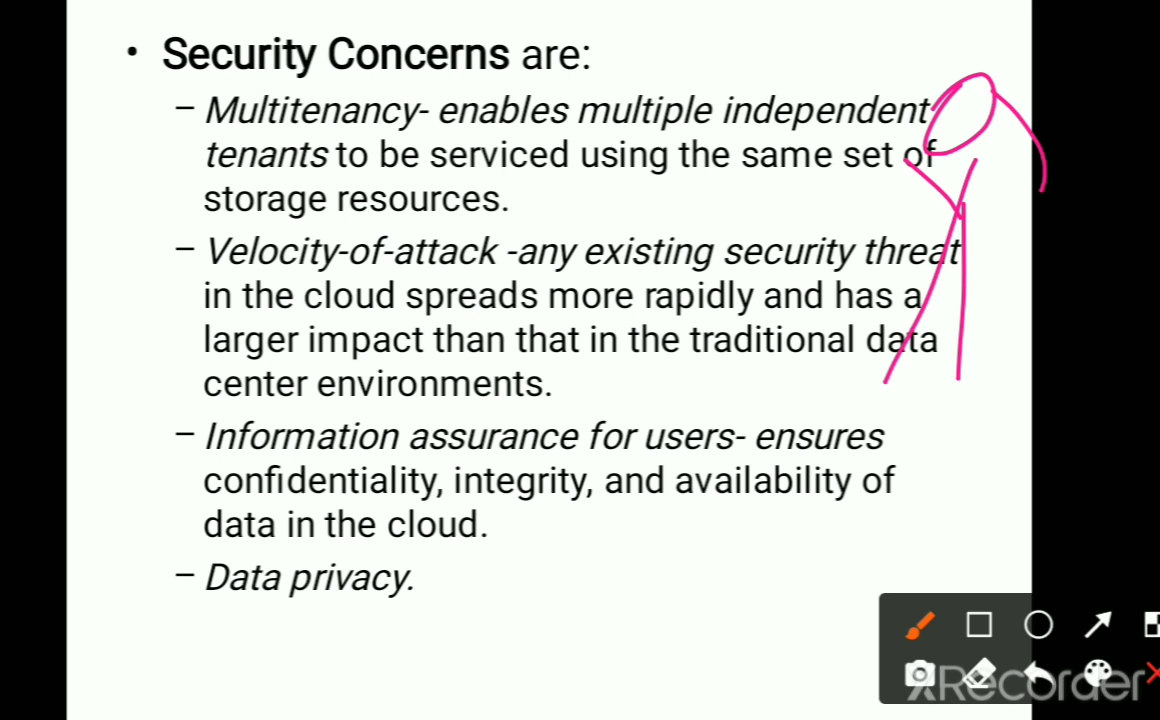 • Security Concerns are:
– Multitenancy- enables multiple independent
tenants to be serviced using the same set of
storage resources.
– Velocity-of-attack -any existing security threat
in the cloud spreads more rapidly and has a
larger impact than that in the traditional data
center environments.
– Information assurance for users- ensures
confidentiality, integrity, and availability of
data in the cloud.
– Data privacy.
XRecorder